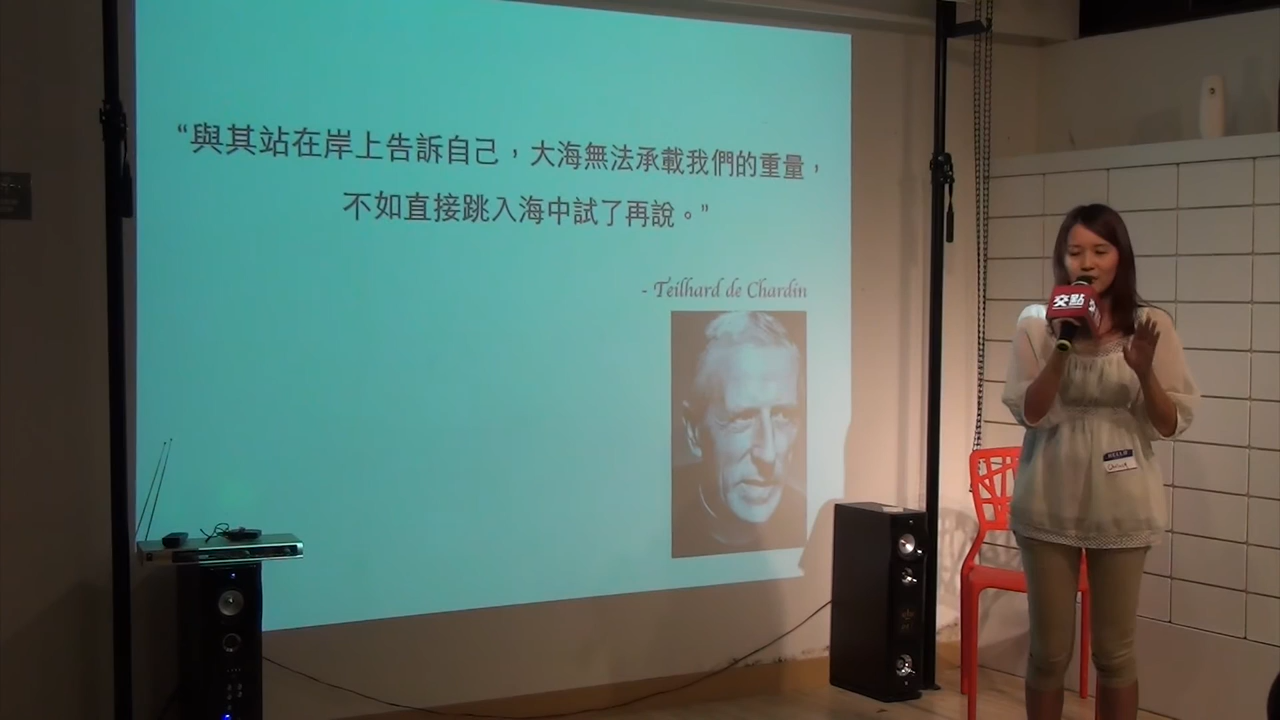 “與其站在岸上告訴自己，大海無法承載我們的重量，
不如直接跳入海中試了再說。”
- Teilhard de Chardin
交點
HELLO